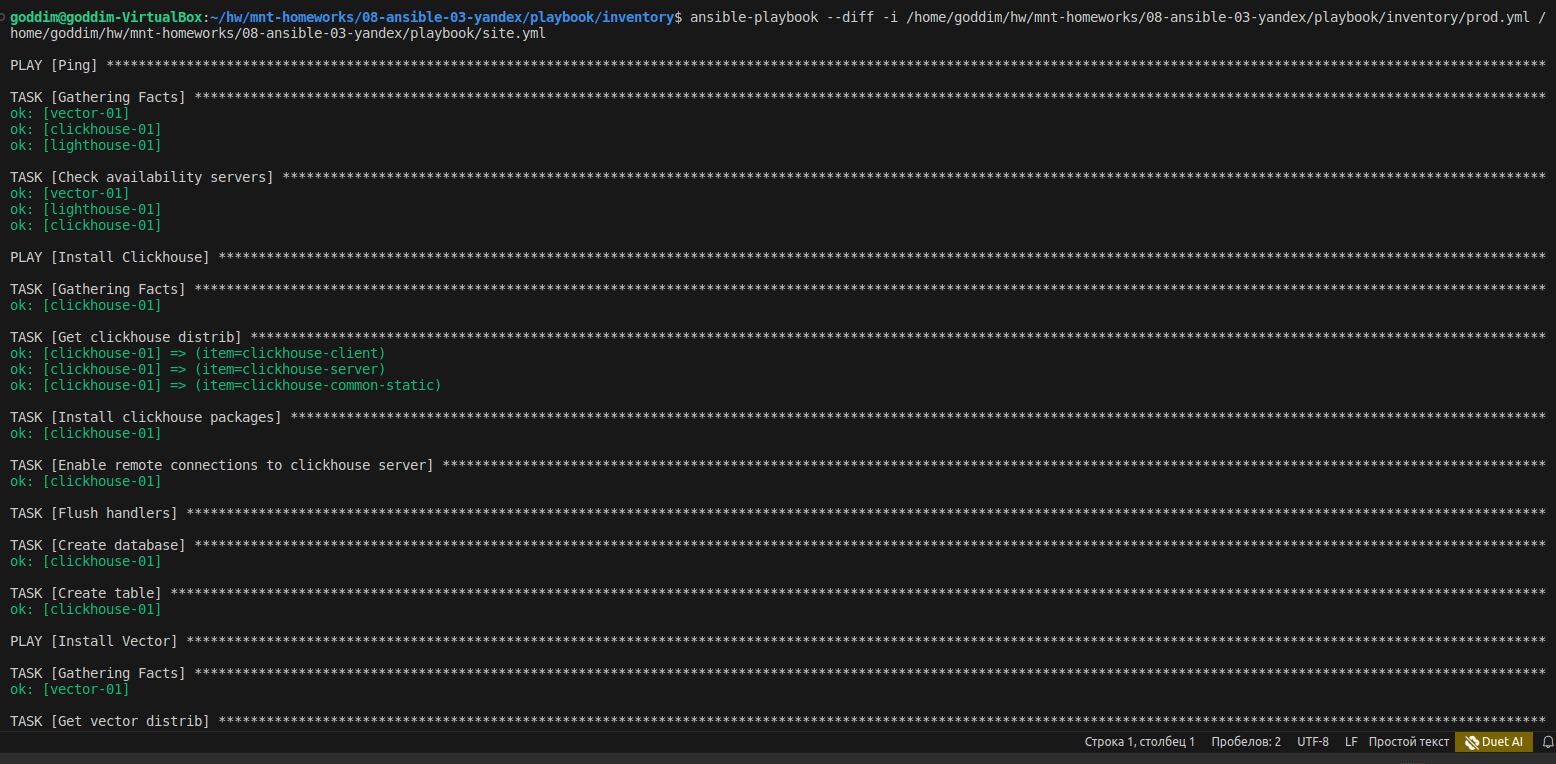 goddim@goddim-VirtualBox:~/hw/mnt-homeworks/08-ansible-03-yandex/playbook/inventory$ ansible-playbook --diff -i /home/goddim/hw/mnt-homeworks/08-ansible-03-yandex/playbook/inventory/prod.yml /
home/goddim/hw/mnt-homeworks/08-ansible-03-yandex/playbook/site.yml
PLAY [Ping] ****************************************************************************************************************************************************************************************
TASK [Gathering Facts] *************************************************************************************************************************************************************************
ok: [vector-01]
ok: [clickhouse-01]
ok: [lighthouse-01]
TASK [Check availability servers] **************************************************************************************************************************************************************
ok: [vector-01]
ok: [lighthouse-01]
ok: [clickhouse-01]
PLAY [Install Clickhouse] **********************************************************************************************************************************************************************
TASK [Gathering Facts] *************************************************************************************************************************************************************************
ok: [clickhouse-01]
TASK [Get clickhouse distrib] ******************************************************************************************************************************************************************
ok: [clickhouse-01] => (item=clickhouse-client)
ok: [clickhouse-01] => (item=clickhouse-server)
ok: [clickhouse-01] => (item=clickhouse-common-static)
TASK [Install clickhouse packages] *************************************************************************************************************************************************************
ok: [clickhouse-01]
TASK [Enable remote connections to clickhouse server] ******************************************************************************************************************************************
ok: [clickhouse-01]
TASK [Flush handlers] **************************************************************************************************************************************************************************
TASK [Create database] *************************************************************************************************************************************************************************
ok: [clickhouse-01]
TASK [Create table] ****************************************************************************************************************************************************************************
ok: [clickhouse-01]
PLAY [Install Vector] **************************************************************************************************************************************************************************
TASK [Gathering Facts] *************************************************************************************************************************************************************************
ok: [vector-01]
TASK [Get vector distrib] **********************************************************************************************************************************************************************
Строка 1, столбец 1 Пробелов: 2 UTF-8 LF Простой текст Duet AI